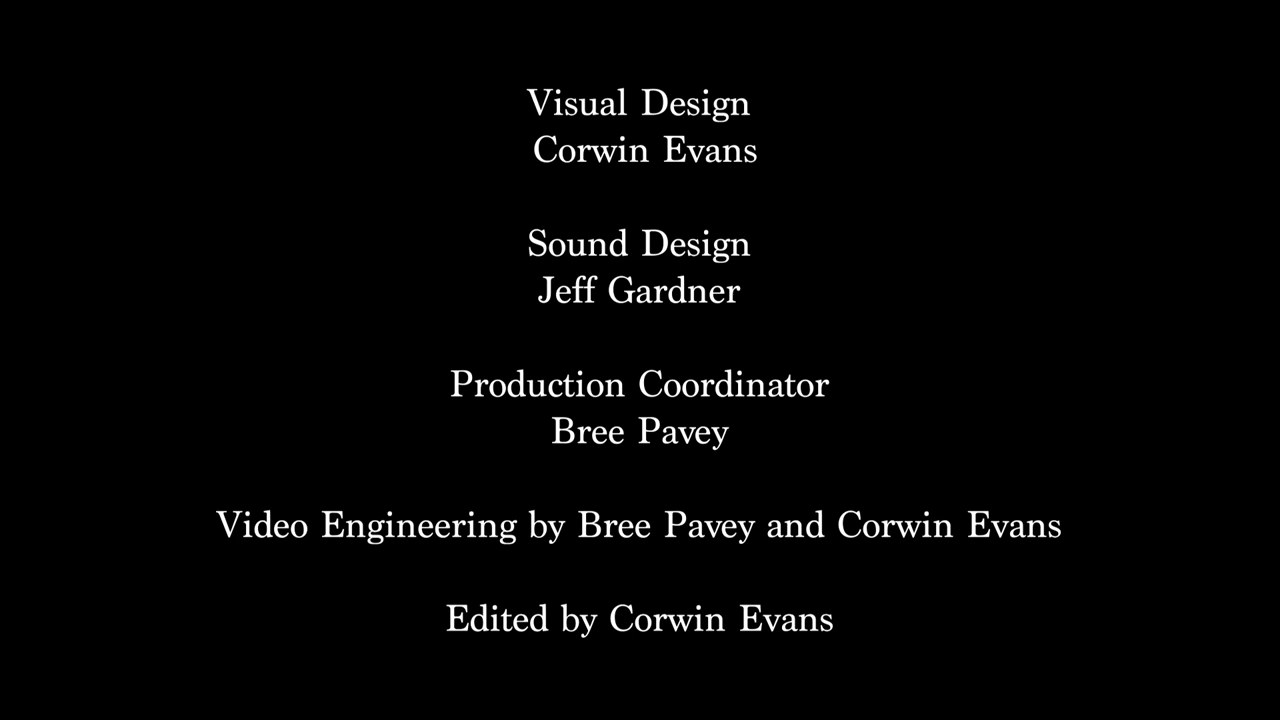 Visual Design
Corwin Evans
Sound Design
Jeff Gardner
Production Coordinator
Bree Pavey
Video Engineering by Bree Pavey and Corwin Evans
Edited by Corwin Evans